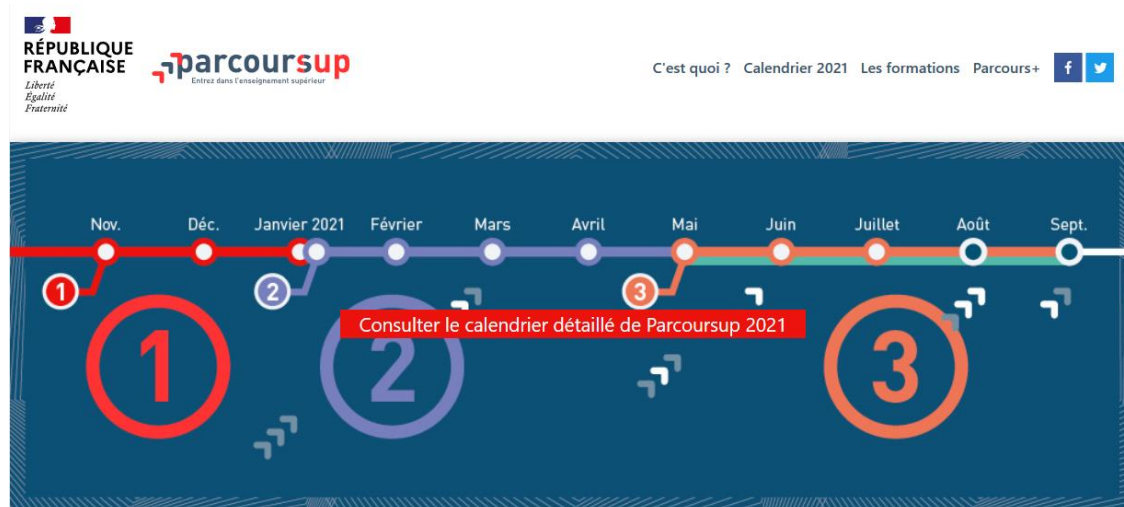 RÉPUBLIQUE
FRANÇAISE
Liberté
Égalité
Fraternité
parcoursup
Entrez dans l'enseignement supérieur
C'est quoi ? Calendrier 2021 Les formations Parcours+ f
Nov. Déc. Janvier 2021 Février Mars Avril Mai Juin Juillet Août Sept.
1 2 3
Consulter le calendrier détaillé de Parcoursup 2021
1 2 3